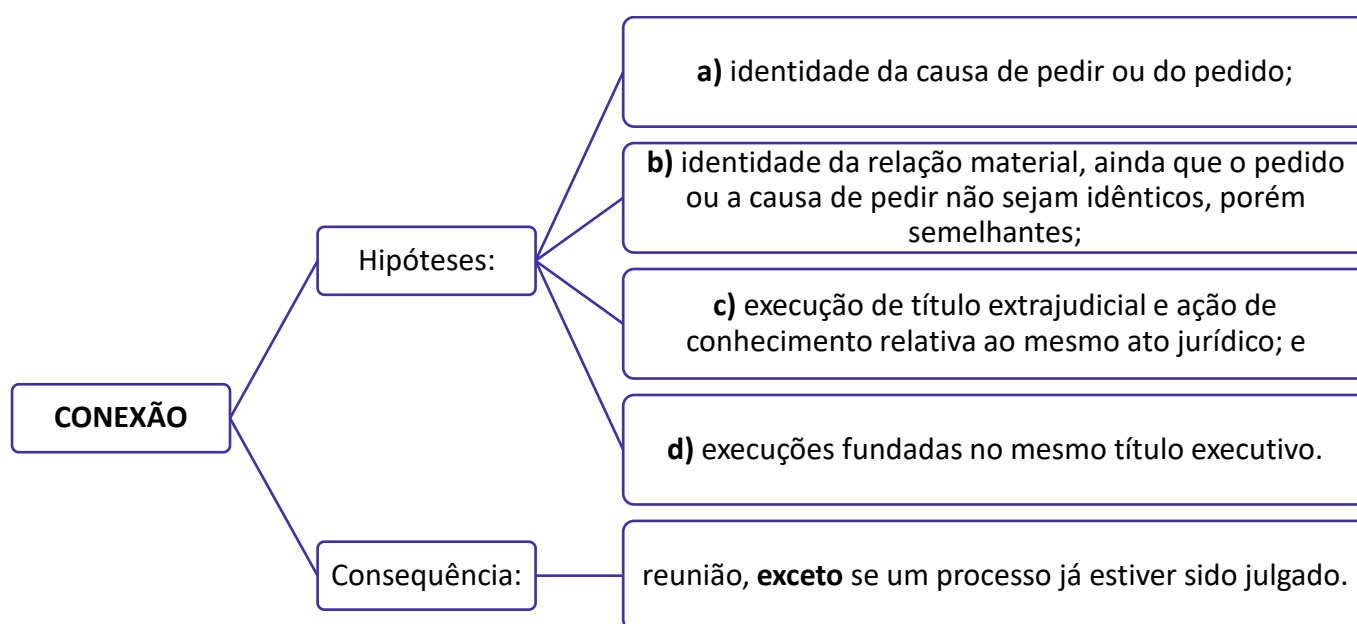 CONEXÃO
Hipóteses:
a) identidade da causa de pedir ou do pedido;
b) identidade da relação material, ainda que o pedido
ou a causa de pedir não sejam idênticos, porém
semelhantes;
c) execução de título extrajudicial e ação de
conhecimento relativa ao mesmo ato jurídico; e
d) execuções fundadas no mesmo título executivo.
Consequência:
reunião, exceto se um processo já estiver sido julgado.